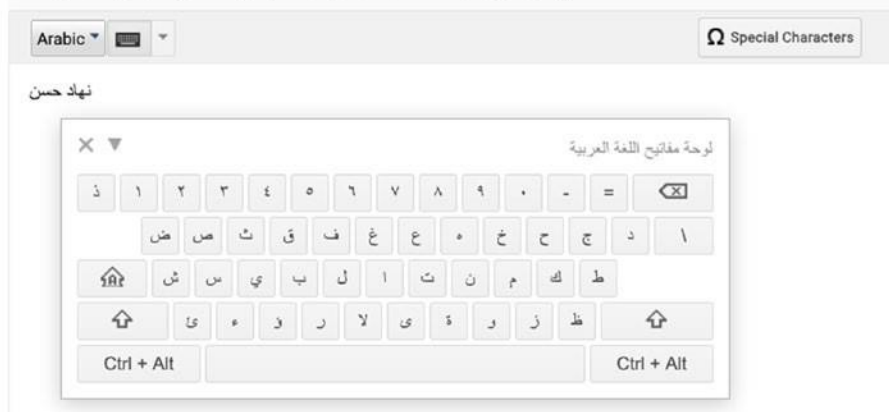 Arabic Ω Special Characters
نهاد حسن
لوحة مفاتيح اللغة العربية
ذ ١ ٢ ٣ ٤ ٥ ٦ ٧ ٨ ٩ ٠ - =
ض ص ث ق ف غ ع ه خ ح ج د \
ش س ي ب ل ا ت ن م ك ط
ئ ء ؤ ر لا ى ة و ز ظ
Ctrl + Alt Ctrl + Alt